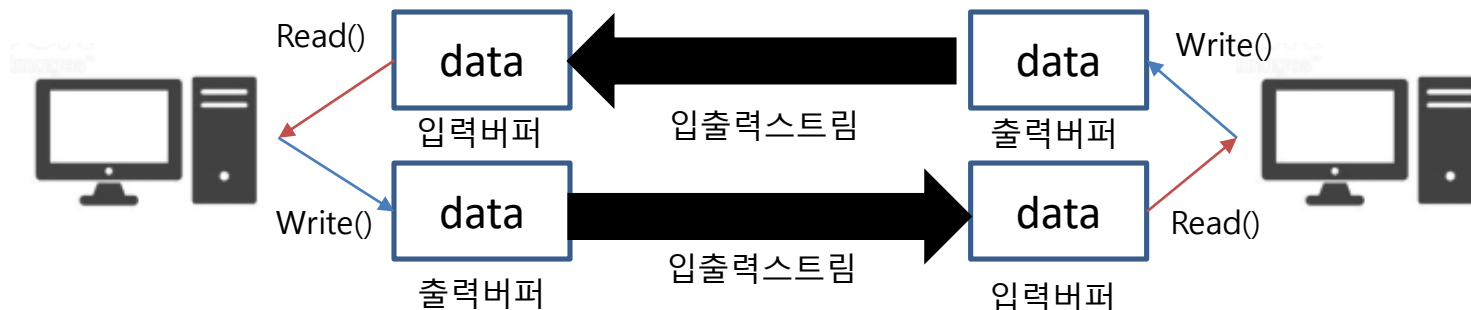 Read()
data
data
Write()
입력버퍼
입출력스트림
출력버퍼
Write()
data
data
Read()
출력버퍼
입출력스트림
입력버퍼